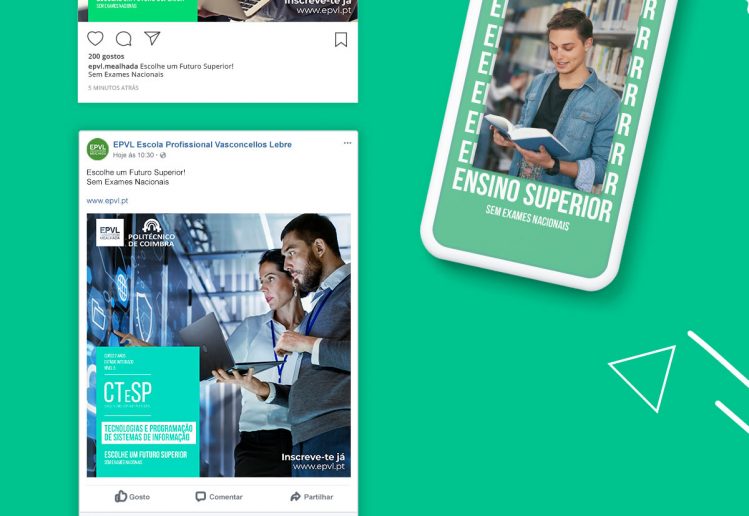 Inscreve-te já
www.epvl.pt
SEM EXAMES NACIONAIS
200 gostos
epvl.mealhada Escolhe um Futuro Superior!
Sem Exames Nacionais
5 MINUTOS ATRÁS
EPVL Escola Profissional Vasconcellos Lebre
Hoje às 10:30
Escolhe um Futuro Superior!
Sem Exames Nacionais
www.epvl.pt
EPVL
MEALHADA
POLITÉCNICO
DE COIMBRA
CTeSP
TECNOLOGIAS E PROGRAMAÇÃO
DE SISTEMAS DE INFORMAÇÃO
ESCOLHE UM FUTURO SUPERIOR
SEM EXAMES NACIONAIS
Inscreve-te já
www.epvl.pt
Gosto
Comentar
Partilhar
ENSINO SUPERIOR
SEM EXAMES NACIONAIS